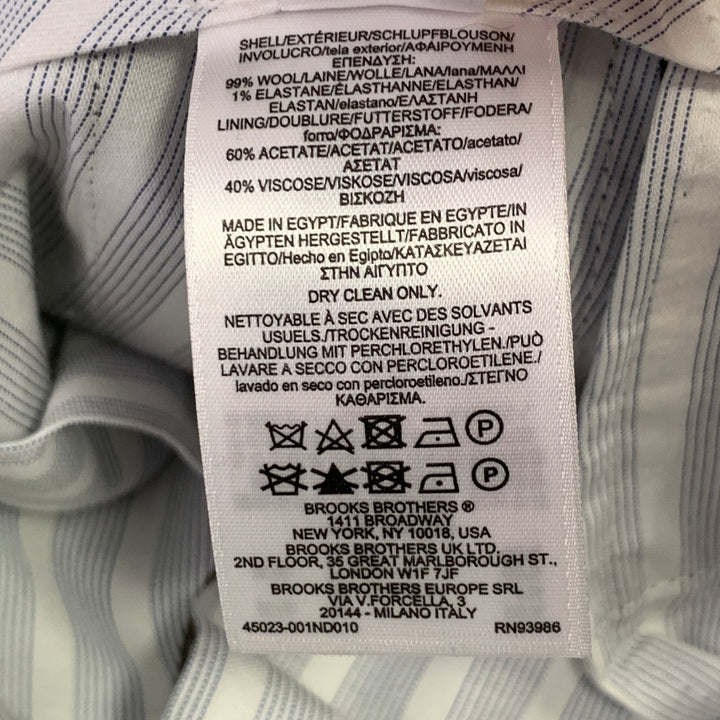 SHELL/EXTÉRIEUR/SCHLUPFBLOUSON/
INVOLUCRO/tela exterior/ΑΦΑΙΡΟΥΜΕΝΗ
ΕΠΕΝΔΥΣΗ:
99% WOOL/LAINE/WOLLE/LANA/lana/ΜΑΛΛΙ
1% ELASTANE/ÉLASTHANNE/ELASTHAN/
ELASTAN/elastano/ΕΛΑΣΤΑΝΗ
LINING/DOUBLURE/FUTTERSTOFF/FODERA/
forro/ΦΟΔΡΑΡΙΣΜΑ:
60% ACETATE/ACETAT/ACETATO/acetato/
ΑΣΕΤΑΤ
40% VISCOSE/VISKOSE/VISCOSA/viscosa/
ΒΙΣΚΟΖΗ
MADE IN EGYPT/FABRIQUE EN EGYPTE/IN
ÄGYPTEN HERGESTELLT/FABBRICATO IN
EGITTO/Hecho en Egipto/ΚΑΤΑΣΚΕΥΑΖΕΤΑΙ
ΣΤΗΝ ΑΙΓΥΠΤΟ
DRY CLEAN ONLY.
NETTOYABLE À SEC AVEC DES SOLVANTS
USUELS./TROCKENREINIGUNG -
BEHANDLUNG MIT PERCHLORETHYLEN./PUÒ
LAVARE A SECCO CON PERCLOROETILENE./
lavado en seco con percloroetileno./ΣΤΕΓΝΟ
ΚΑΘΑΡΙΣΜΑ.
P
P
BROOKS BROTHERS ®
1411 BROADWAY
NEW YORK, NY 10018, USA
BROOKS BROTHERS UK LTD.
2ND FLOOR, 35 GREAT MARLBOROUGH ST.,
LONDON W1F 7JF
BROOKS BROTHERS EUROPE SRL
VIA V.FORCELLA, 3
20144 - MILANO ITALY
45023-001ND010 RN93986